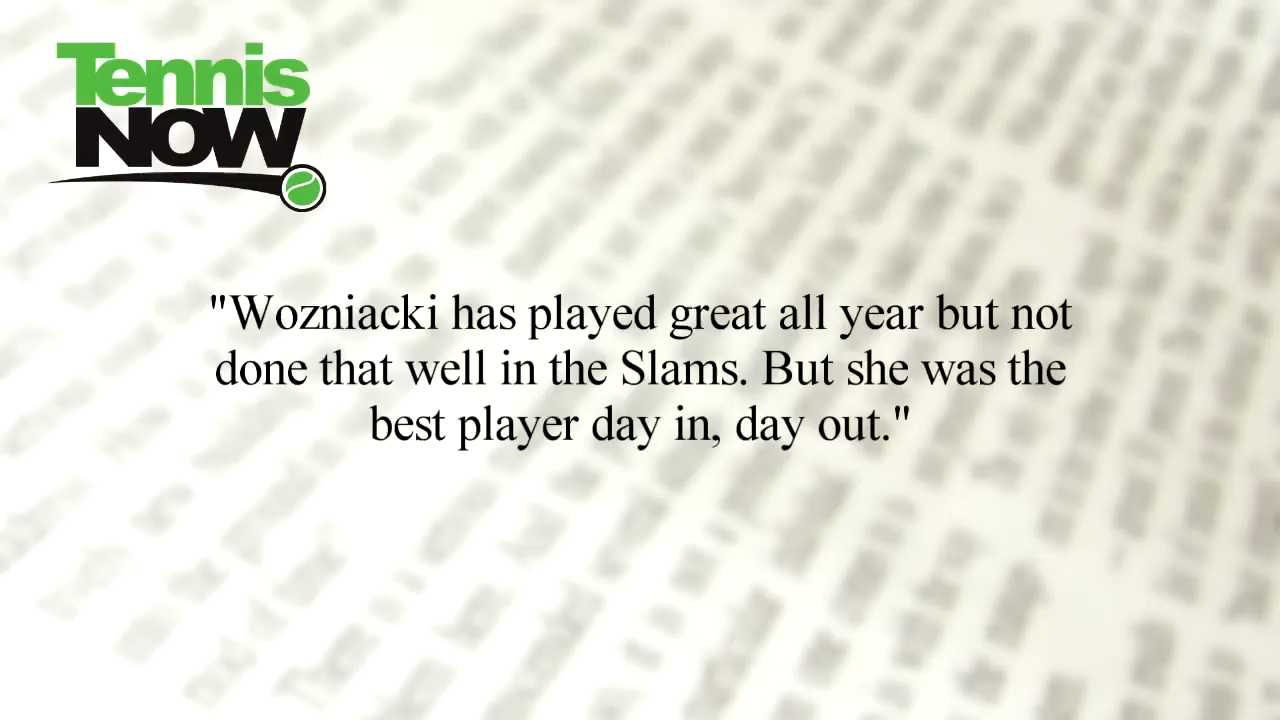 Tennis
NOW
"Wozniacki has played great all year but not
done that well in the Slams. But she was the
best player day in, day out."